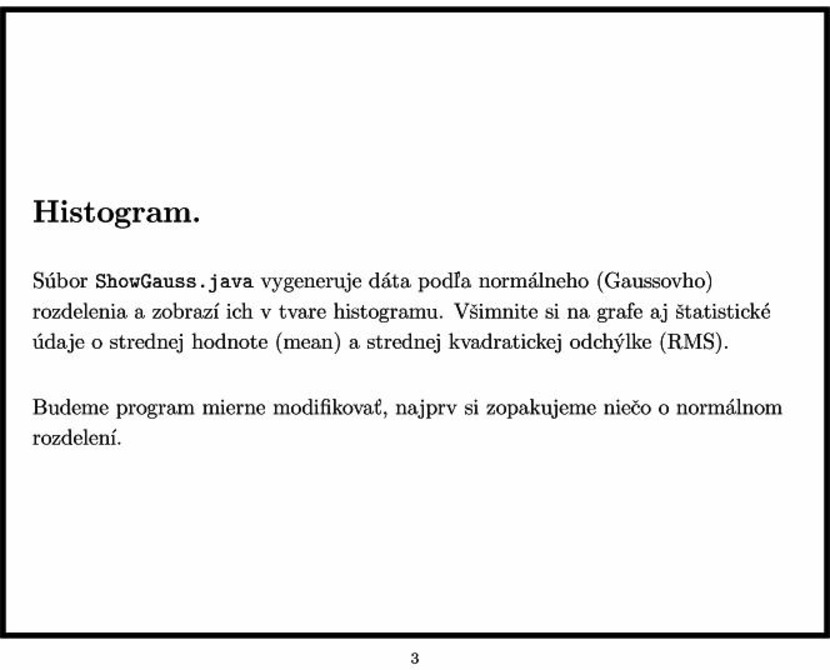 Histogram.
Súbor ShowGauss.java vygeneruje dáta podľa normálneho (Gaussovho)
rozdelenia a zobrazí ich v tvare histogramu. Všimnite si na grafe aj štatistické
údaje o strednej hodnote (mean) a strednej kvadratickej odchýlke (RMS).
Budeme program mierne modifikovať, najprv si zopakujeme niečo o normálnom
rozdelení.
3